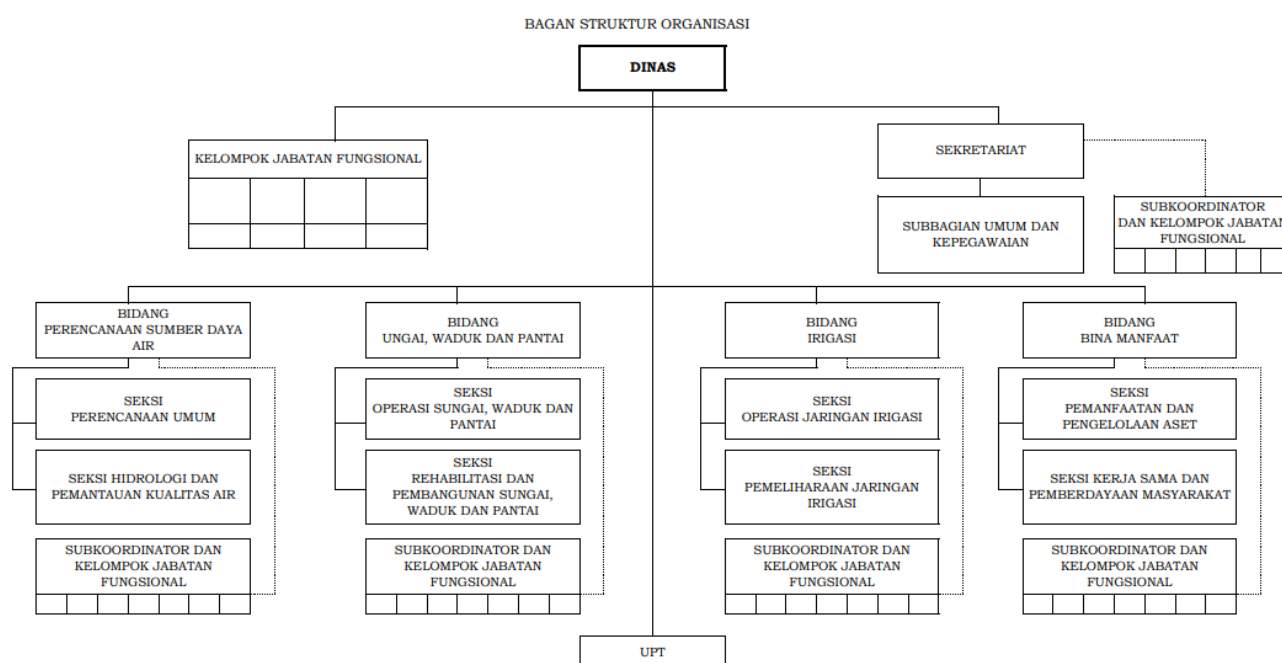 BAGAN STRUKTUR ORGANISASI
DINAS
KELOMPOK JABATAN FUNGSIONAL
SEKRETARIAT
SUBBAGIAN UMUM DAN
KEPEGAWAIAN
SUBKOORDINATOR
DAN KELOMPOK JABATAN
FUNGSIONAL
BIDANG
PERENCANAAN SUMBER DAYA
AIR
BIDANG
UNGAI, WADUK DAN PANTAI
BIDANG
IRIGASI
BIDANG
BINA MANFAAT
SEKSI
PERENCANAAN UMUM
SEKSI
OPERASI SUNGAI, WADUK DAN
PANTAI
SEKSI
OPERASI JARINGAN IRIGASI
SEKSI
PEMANFAATAN DAN
PENGELOLAAN ASET
SEKSI HIDROLOGI DAN
PEMANTAUAN KUALITAS AIR
SEKSI
REHABILITASI DAN
PEMBANGUNAN SUNGAI,
WADUK DAN PANTAI
SEKSI
PEMELIHARAAN JARINGAN
IRIGASI
SEKSI KERJA SAMA DAN
PEMBERDAYAAN MASYARAKAT
SUBKOORDINATOR DAN
KELOMPOK JABATAN
FUNGSIONAL
SUBKOORDINATOR DAN
KELOMPOK JABATAN
FUNGSIONAL
SUBKOORDINATOR DAN
KELOMPOK JABATAN
FUNGSIONAL
SUBKOORDINATOR DAN
KELOMPOK JABATAN
FUNGSIONAL
UPT